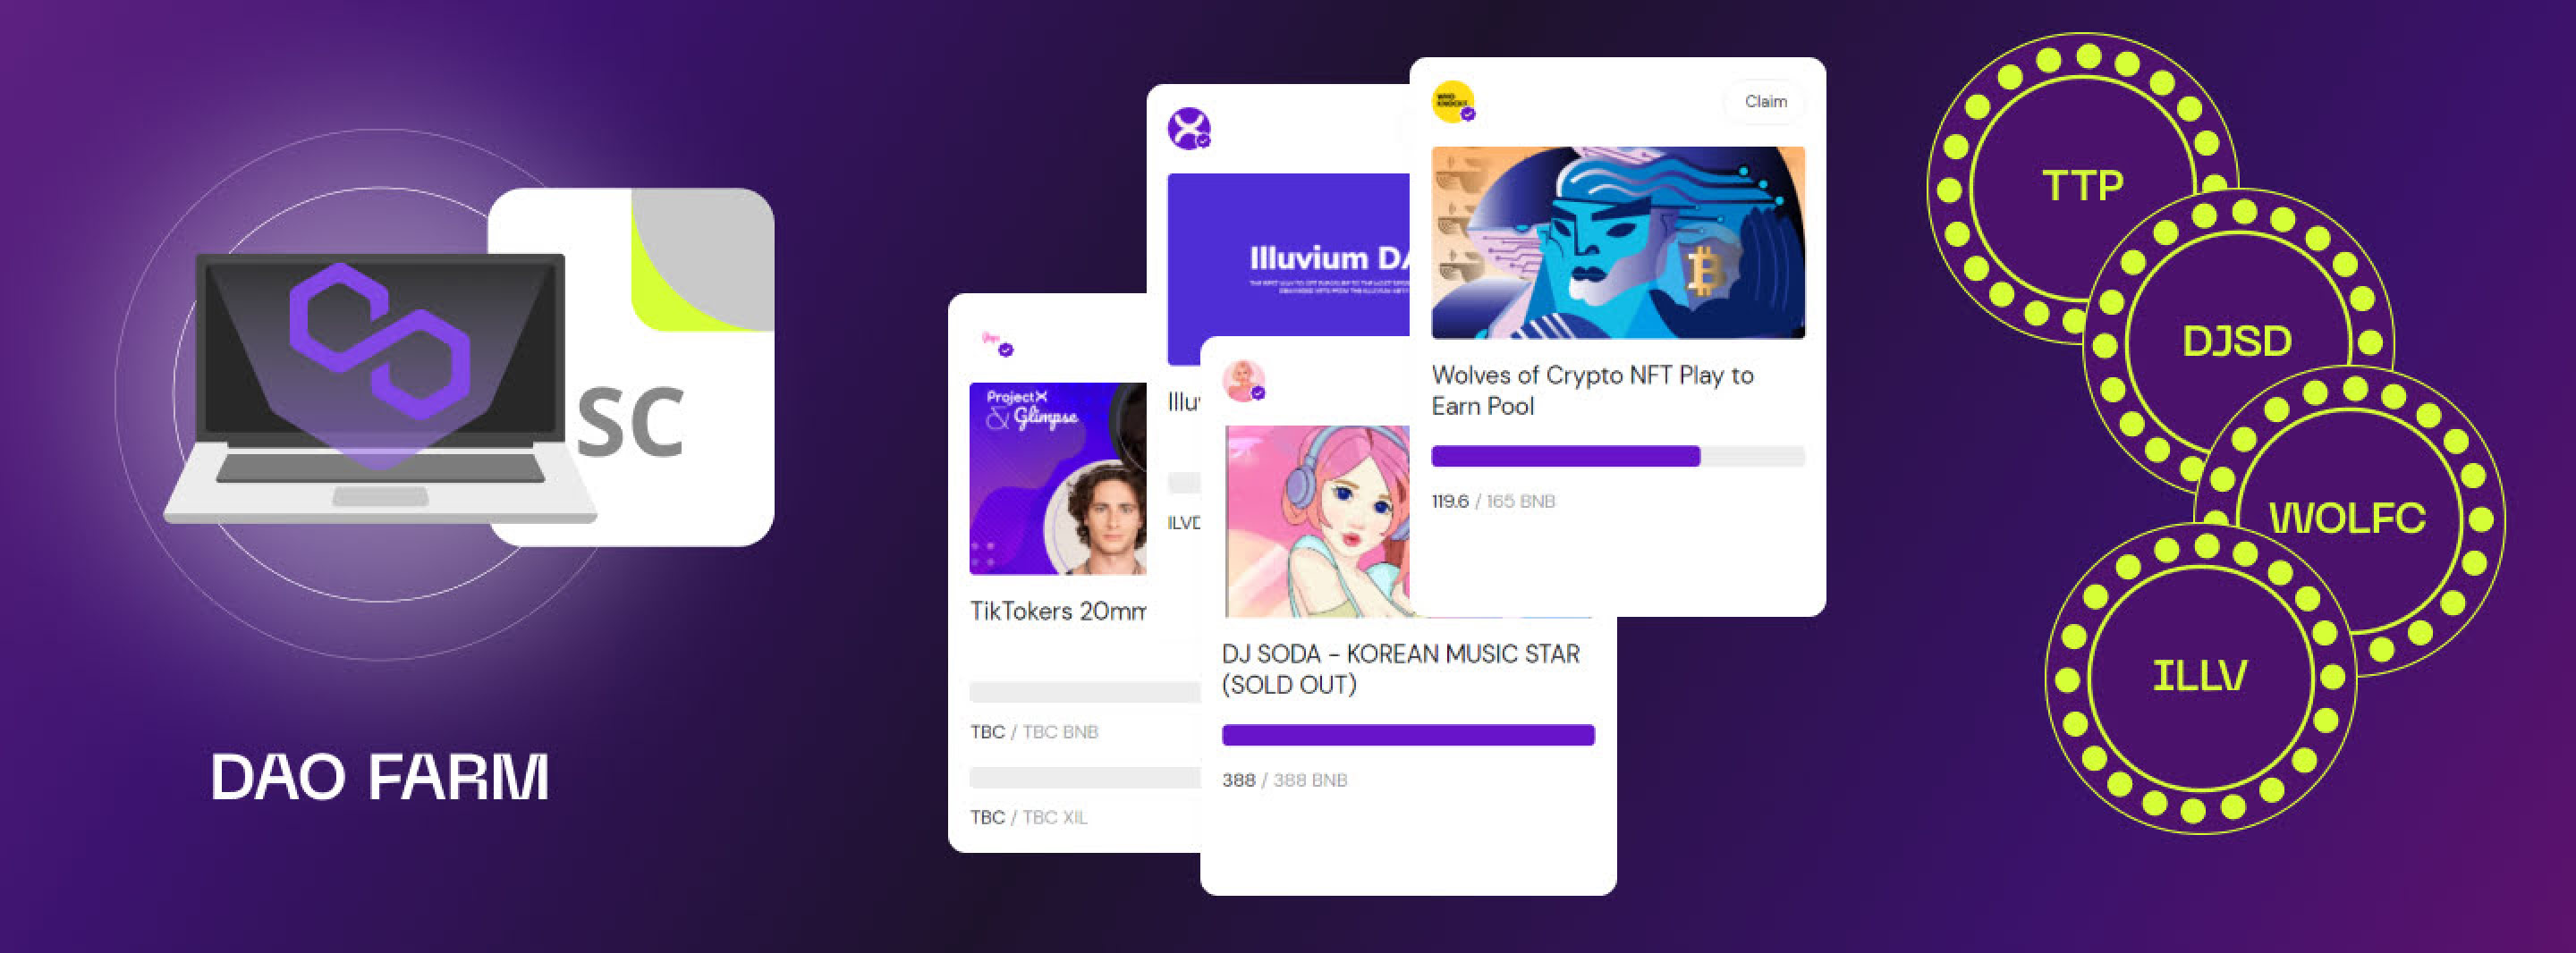 SC
DAO FARM
ProjectX
& Glimpse
TikTokers 20mm
TBC / TBC BNB
TBC / TBC XIL
Illuvium DA
Illuv
ILVD
DJ SODA – KOREAN MUSIC STAR
(SOLD OUT)
388 / 388 BNB
Claim
Wolves of Crypto NFT Play to
Earn Pool
119.6 / 165 BNB
TTP
DJSD
WOLFC
ILLV